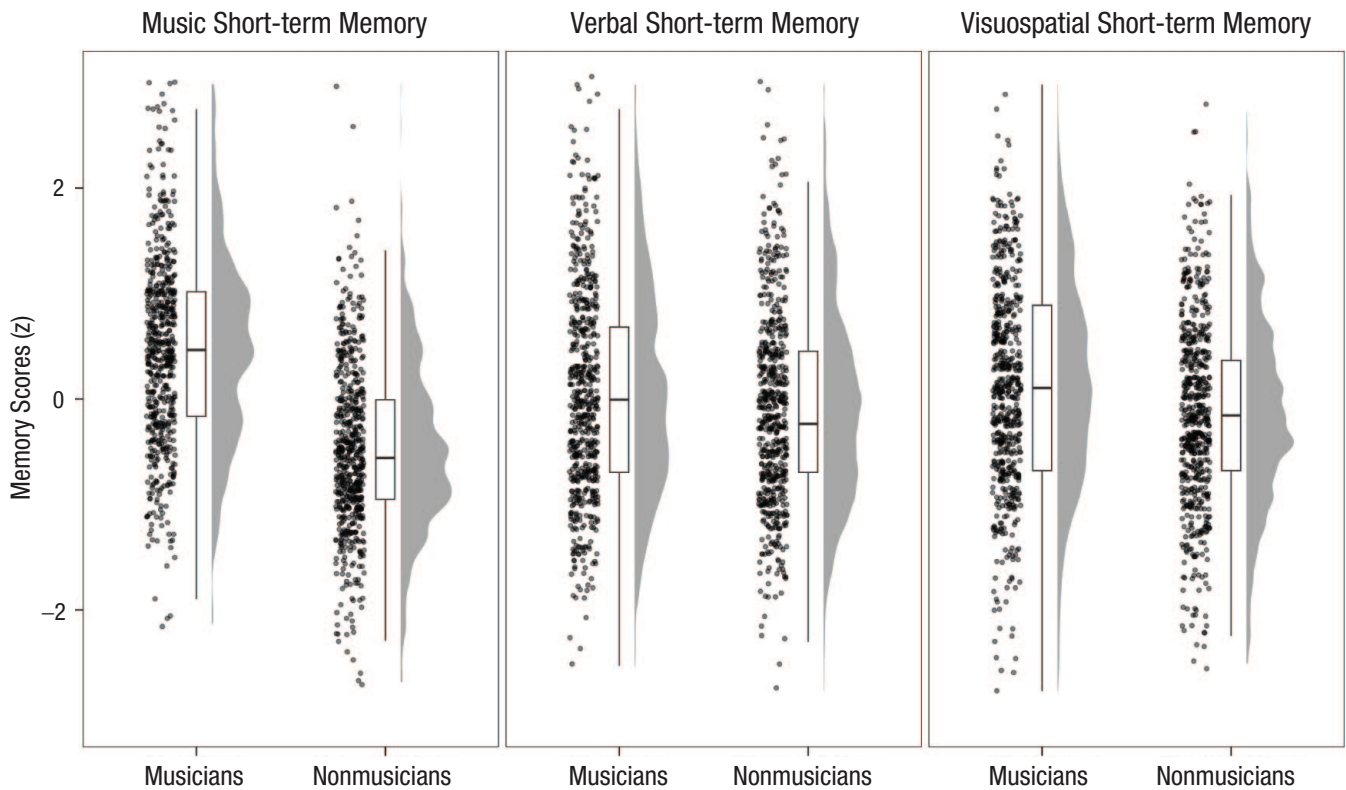 Music Short-term Memory
Verbal Short-term Memory
Visuospatial Short-term Memory
Memory Scores (z)
2
0
−2
Musicians
Nonmusicians
Musicians
Nonmusicians
Musicians
Nonmusicians